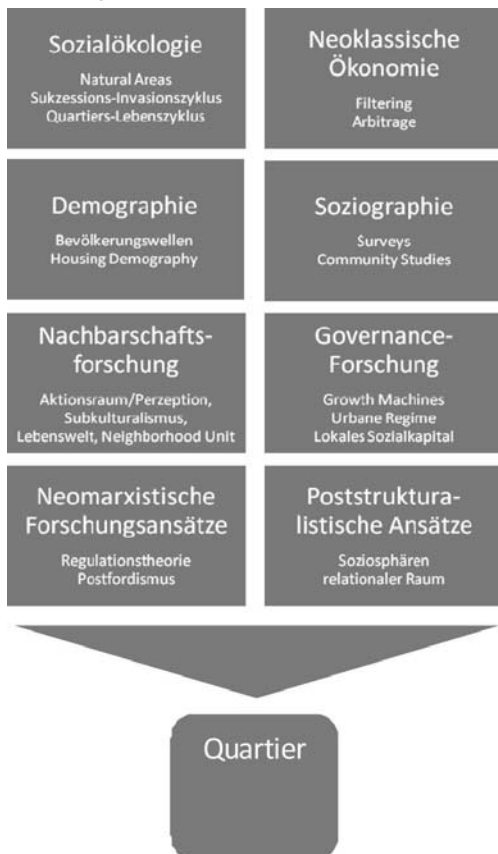 Sozialökologie
Natural Areas
Sukzessions-Invasionszyklus
Quartiers-Lebenszyklus
Neoklassische
Ökonomie
Filtering
Arbitrage
Demographie
Bevölkerungswellen
Housing Demography
Soziographie
Surveys
Community Studies
Nachbarschafts-
forschung
Aktionsraum/Perzeption,
Subkulturalismus,
Lebenswelt, Neighborhood Unit
Governance-
Forschung
Growth Machines
Urbane Regime
Lokales Sozialkapital
Neomarxistische
Forschungsansätze
Regulationstheorie
Postfordismus
Poststruktura-
listische Ansätze
Soziosphären
relationaler Raum
Quartier